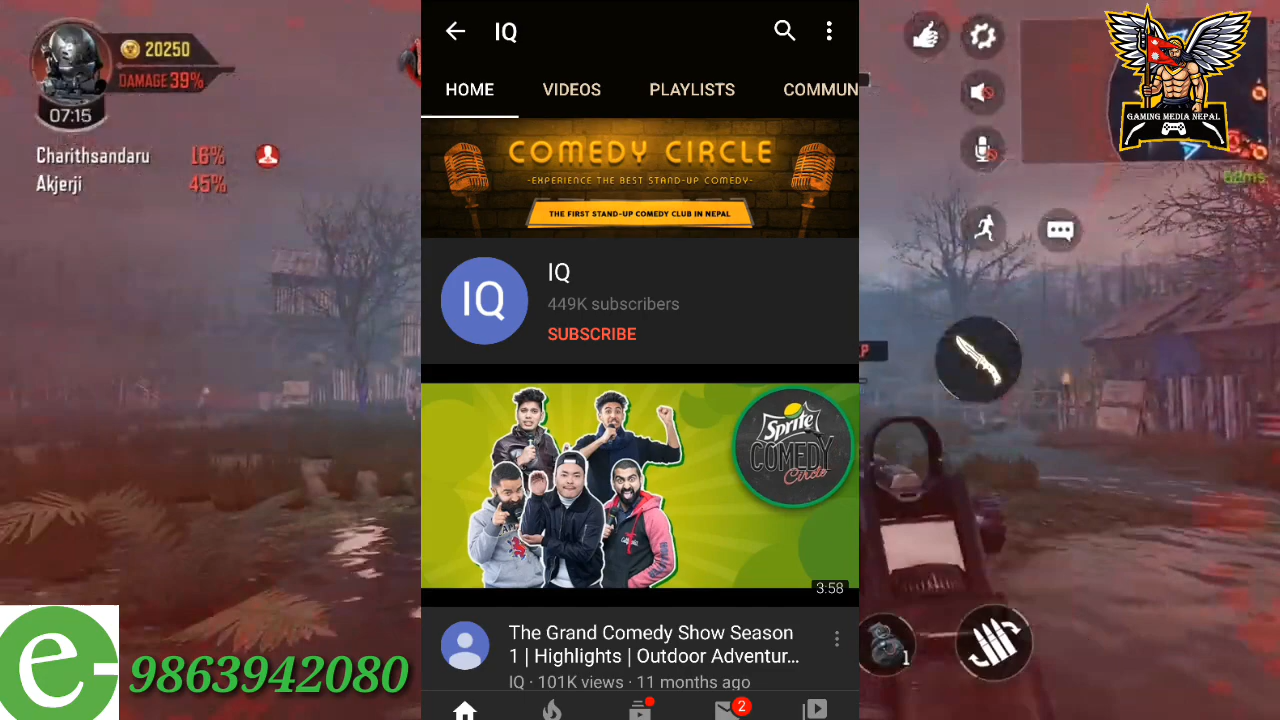 20250
DAMAGE 39%
07:15
Charithsandaru 16%
Akjerji 45%
IQ
HOME VIDEOS PLAYLISTS COMMUN
COMEDY CIRCLE
-EXPERIENCE THE BEST STAND-UP COMEDY-
THE FIRST STAND-UP COMEDY CLUB IN NEPAL
IQ
IQ
449K subscribers
SUBSCRIBE
Sprite
COMEDY
Circle
3:58
The Grand Comedy Show Season
1 | Highlights | Outdoor Adventur...
IQ · 101K views · 11 months ago
2
GAMING MEDIA NEPAL
1
e-9863942080